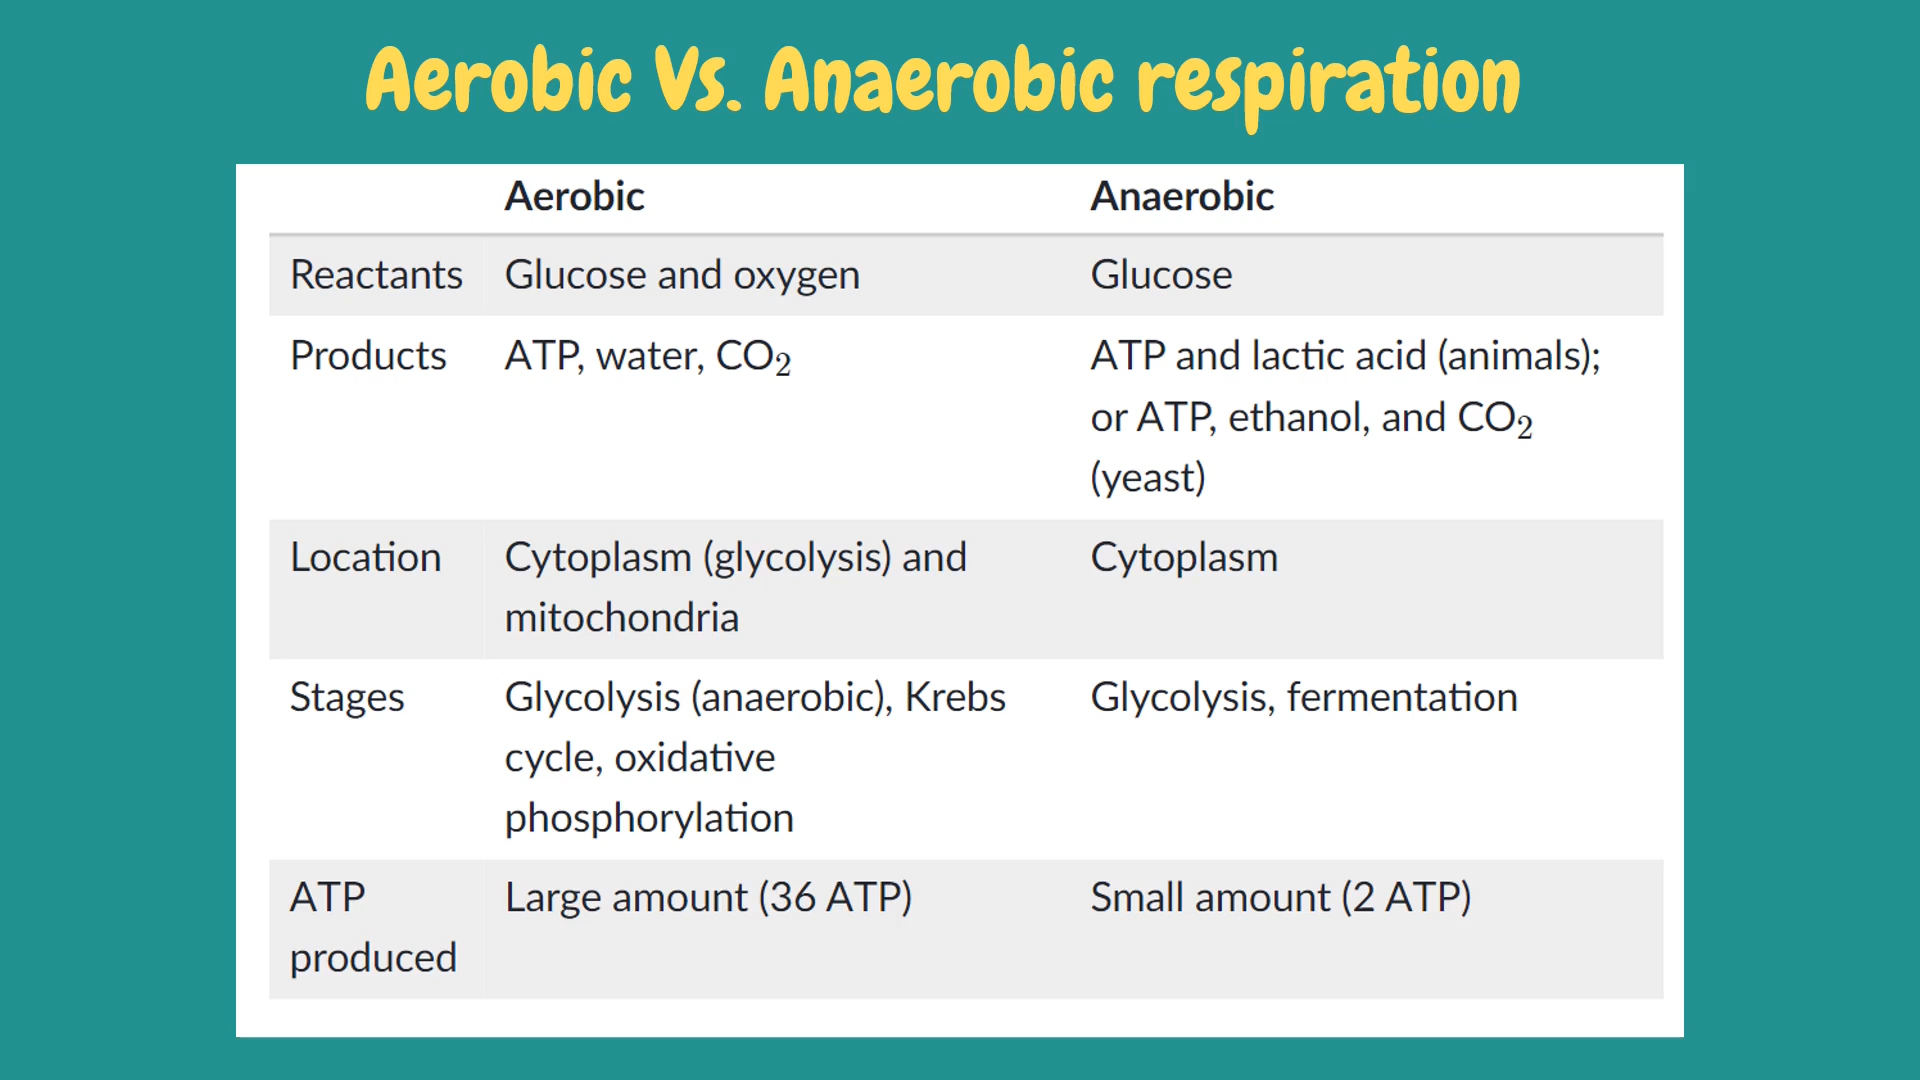 Aerobic Vs. Anaerobic respiration
Aerobic Anaerobic
Reactants Glucose and oxygen Glucose
Products ATP, water, CO₂ ATP and lactic acid (animals);
or ATP, ethanol, and CO₂
(yeast)
Location Cytoplasm (glycolysis) and Cytoplasm
mitochondria
Stages Glycolysis (anaerobic), Krebs Glycolysis, fermentation
cycle, oxidative
phosphorylation
ATP Large amount (36 ATP) Small amount (2 ATP)
produced